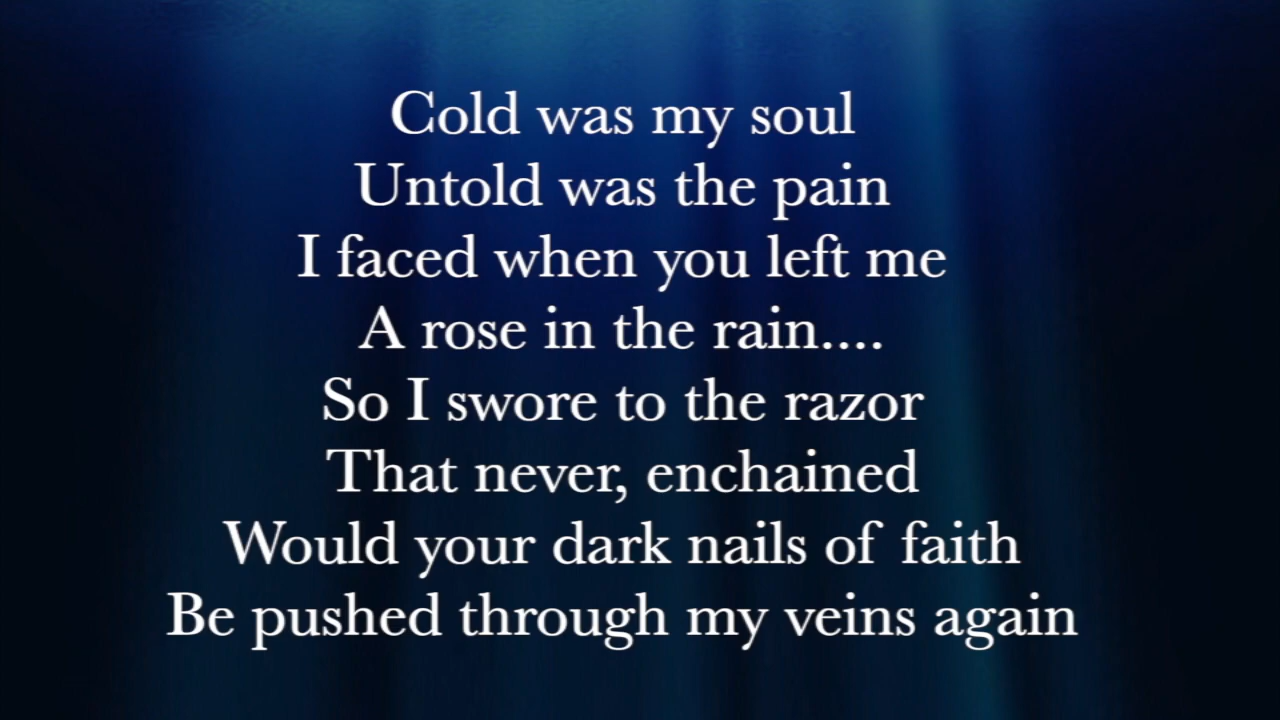 Cold was my soul
Untold was the pain
I faced when you left me
A rose in the rain....
So I swore to the razor
That never, enchained
Would your dark nails of faith
Be pushed through my veins again